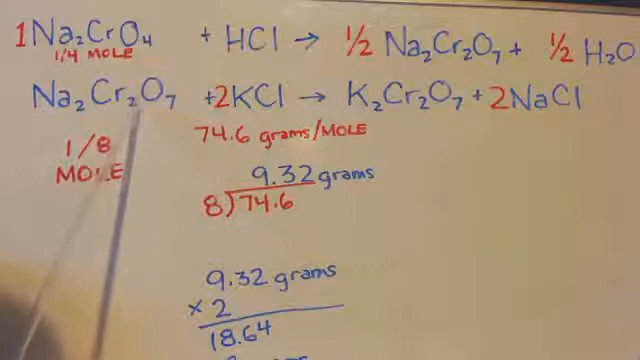 1Na₂CrO₄ + HCl → 1/2 Na₂Cr₂O₇ + 1/2 H₂O
1/4 MOLE
Na₂Cr₂O₇ +2KCl → K₂Cr₂O₇ + 2NaCl
1/8 MOLE
74.6 grams/MOLE
9.32 grams
8)74.6
9.32 grams
×2
18.64